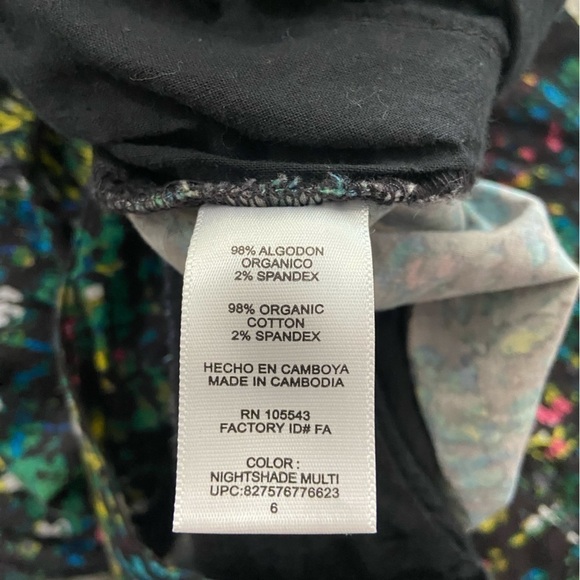 98% ALGODON
ORGANICO
2% SPANDEX
98% ORGANIC
COTTON
2% SPANDEX
HECHO EN CAMBOYA
MADE IN CAMBODIA
RN 105543
FACTORY ID# FA
COLOR :
NIGHTSHADE MULTI
UPC:827576776623
6